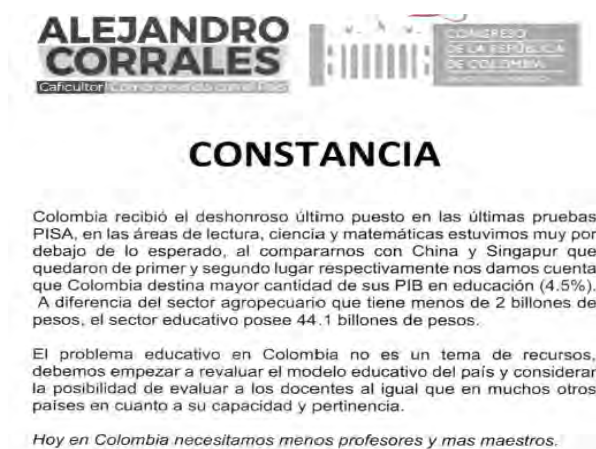 ALEJANDRO
CORRALES
Caficultor Comprometido con el País
CONGRESO
DE LA REPÚBLICA
DE COLOMBIA
CONSTANCIA
Colombia recibió el deshonroso último puesto en las últimas pruebas
PISA, en las áreas de lectura, ciencia y matemáticas estuvimos muy por
debajo de lo esperado, al compararnos con China y Singapur que
quedaron de primer y segundo lugar respectivamente nos damos cuenta
que Colombia destina mayor cantidad de sus PIB en educación (4.5%).
A diferencia del sector agropecuario que tiene menos de 2 billones de
pesos, el sector educativo posee 44.1 billones de pesos.
El problema educativo en Colombia no es un tema de recursos,
debemos empezar a revaluar el modelo educativo del país y considerar
la posibilidad de evaluar a los docentes al igual que en muchos otros
países en cuanto a su capacidad y pertinencia.
Hoy en Colombia necesitamos menos profesores y mas maestros.